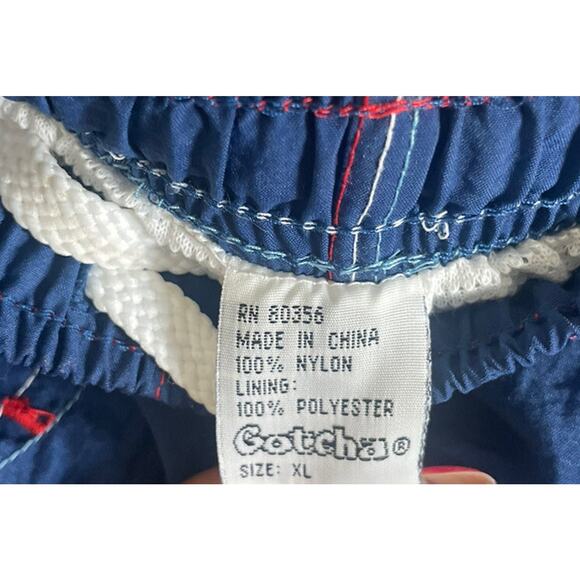 RN 80356
MADE IN CHINA
100% NYLON
LINING:
100% POLYESTER
Gotcha®
SIZE: XL